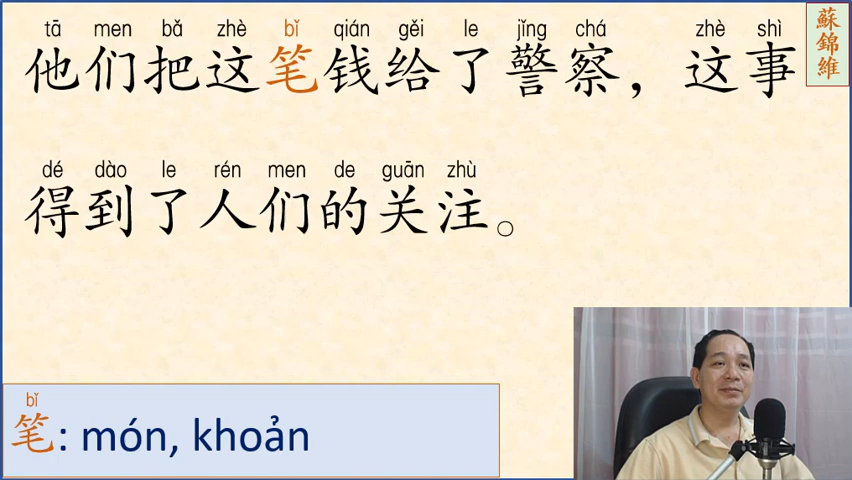 tā men bǎ zhè bǐ qián gěi le jǐng chá zhè shì
他们把这笔钱给了警察，这事
dé dào le rén men de guān zhù
得到了人们的关注。
蘇錦維
bǐ
笔: món, khoản